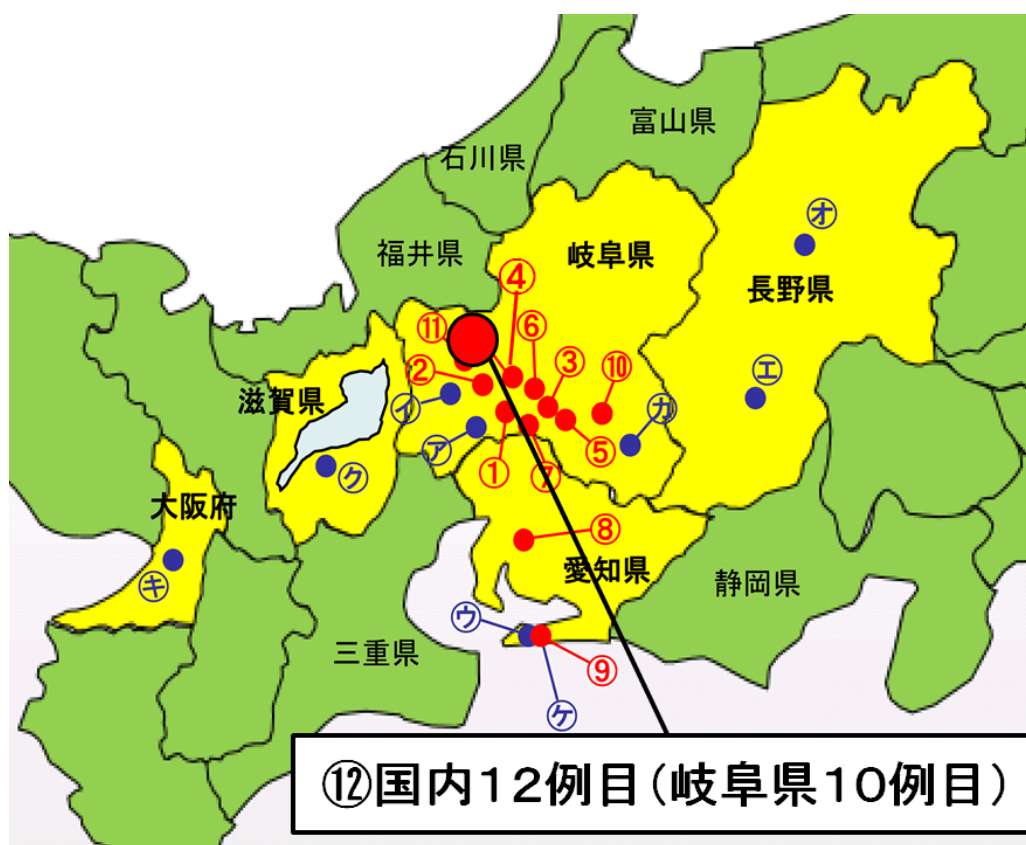 富山県
石川県
㋔
福井県
岐阜県
④
長野県
⑪
⑥
②
③
⑩
㋓
滋賀県
㋑
㋕
㋐
⑤
①
⑦
㋗
大阪府
⑧
愛知県
㋖
静岡県
㋒
三重県
⑨
㋘
⑫国内12例目(岐阜県10例目)